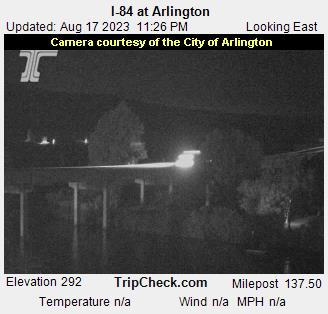 I-84 at Arlington
Updated: Aug 17 2023 11:26 PM Looking East
Camera courtesy of the City of Arlington
Elevation 292 TripCheck.com Milepost 137.50
Temperature n/a Wind n/a MPH n/a